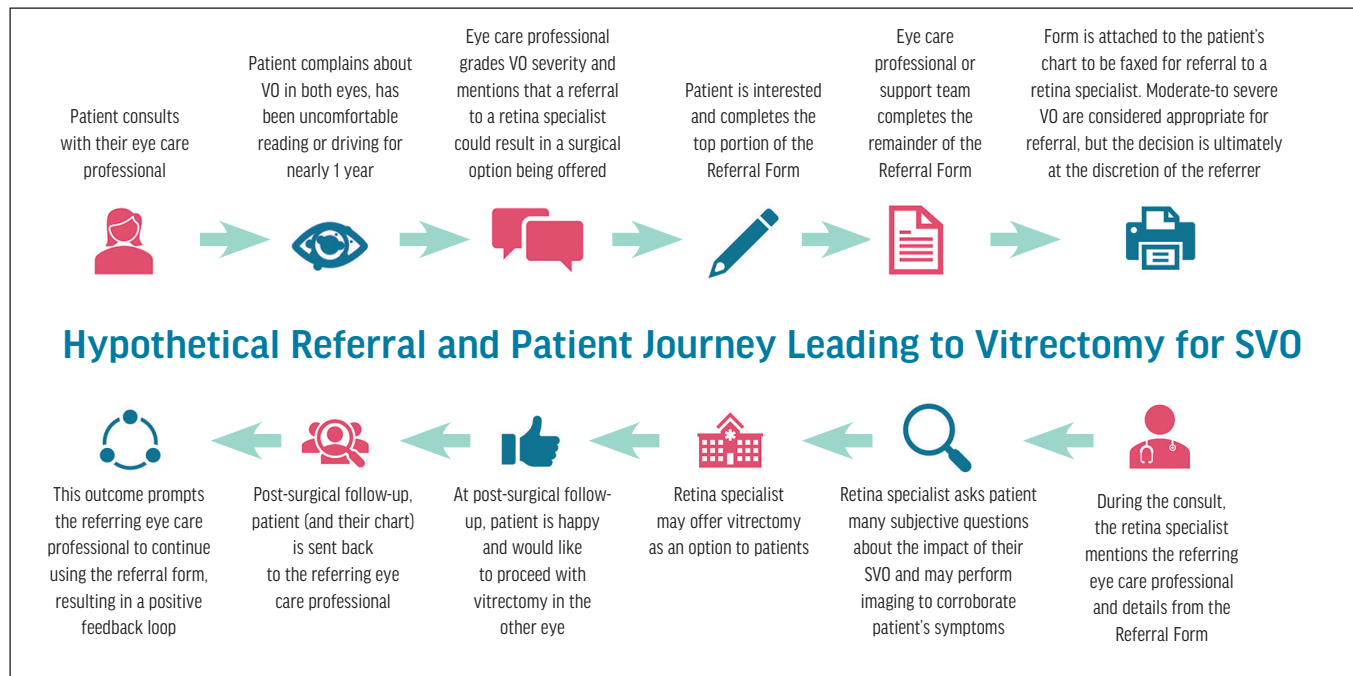 Patient consults
with their eye care
professional
Patient complains about
VO in both eyes, has
been uncomfortable
reading or driving for
nearly 1 year
Eye care professional
grades VO severity and
mentions that a referral
to a retina specialist
could result in a surgical
option being offered
Patient is interested
and completes the
top portion of the
Referral Form
Eye care
professional or
support team
completes the
remainder of the
Referral Form
Form is attached to the patient's
chart to be faxed for referral to a
retina specialist. Moderate-to severe
VO are considered appropriate for
referral, but the decision is ultimately
at the discretion of the referrer
Hypothetical Referral and Patient Journey Leading to Vitrectomy for SVO
This outcome prompts
the referring eye care
professional to continue
using the referral form,
resulting in a positive
feedback loop
Post-surgical follow-up,
patient (and their chart)
is sent back
to the referring eye
care professional
At post-surgical follow-
up, patient is happy
and would like
to proceed with
vitrectomy in the
other eye
Retina specialist
may offer vitrectomy
as an option to patients
Retina specialist asks patient
many subjective questions
about the impact of their
SVO and may perform
imaging to corroborate
patient's symptoms
During the consult,
the retina specialist
mentions the referring
eye care professional
and details from the
Referral Form